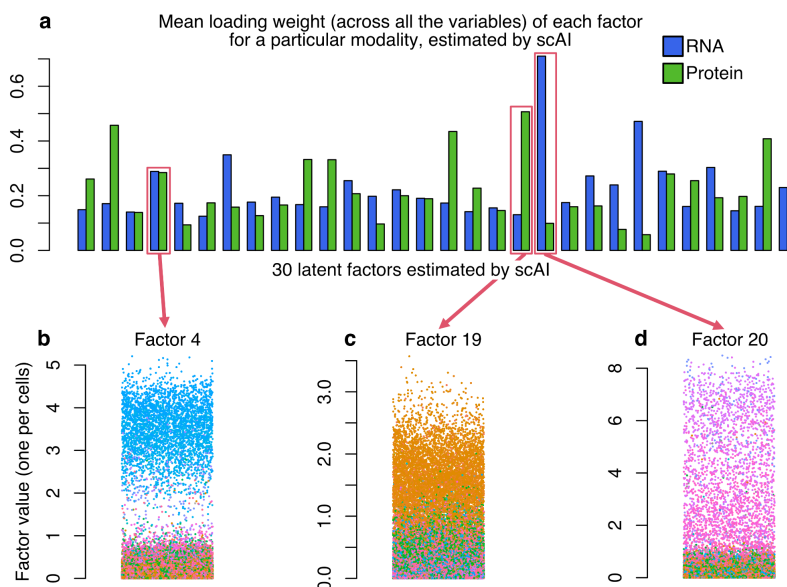 a
Mean loading weight (across all the variables) of each factor
for a particular modality, estimated by scAI
RNA
Protein
0.6
0.4
0.2
0.0
30 latent factors estimated by scAI
b
Factor 4
c
Factor 19
d
Factor 20
Factor value (one per cells)
5
4
3
2
1
0
3.0
2.0
1.0
0.0
8
6
4
2
0